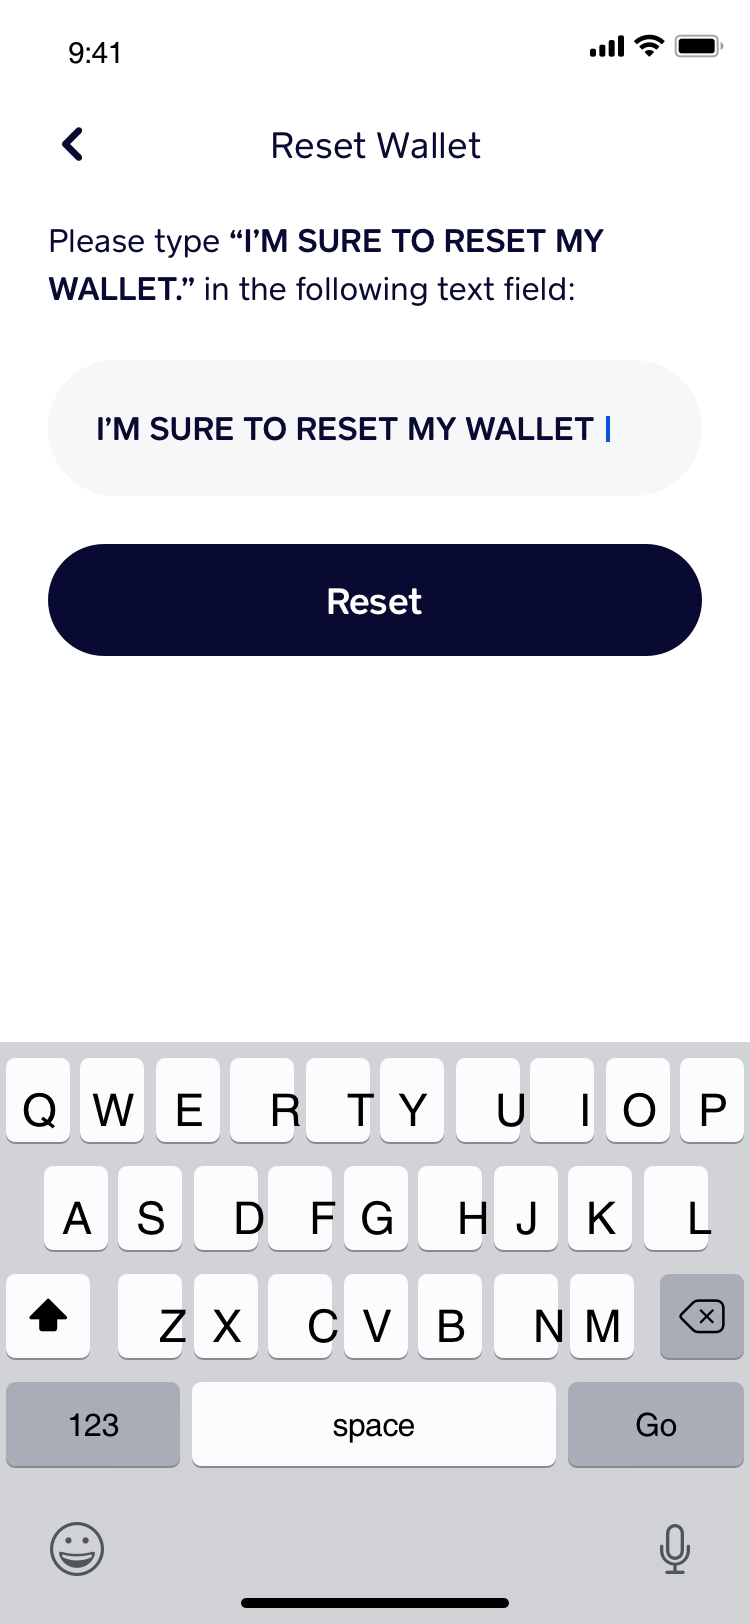 9:41
Reset Wallet
Please type “I’M SURE TO RESET MY
WALLET.” in the following text field:
I’M SURE TO RESET MY WALLET
Reset
Q W E R T Y U I O P
A S D F G H J K L
Z X C V B N M
123 space Go